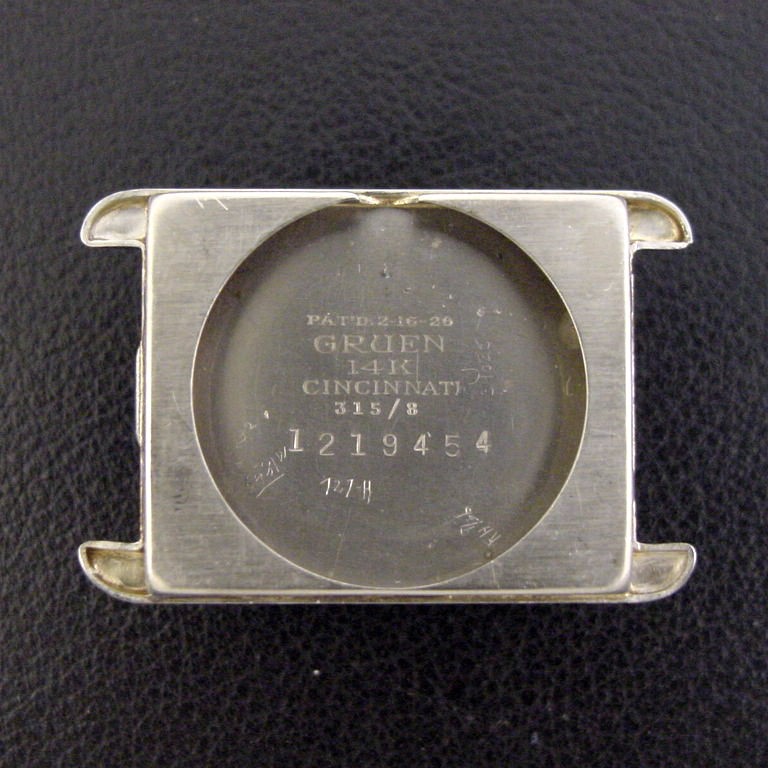 PAT'D. 2-16-26
GRUEN
14K
CINCINNATI
315/8
1219454